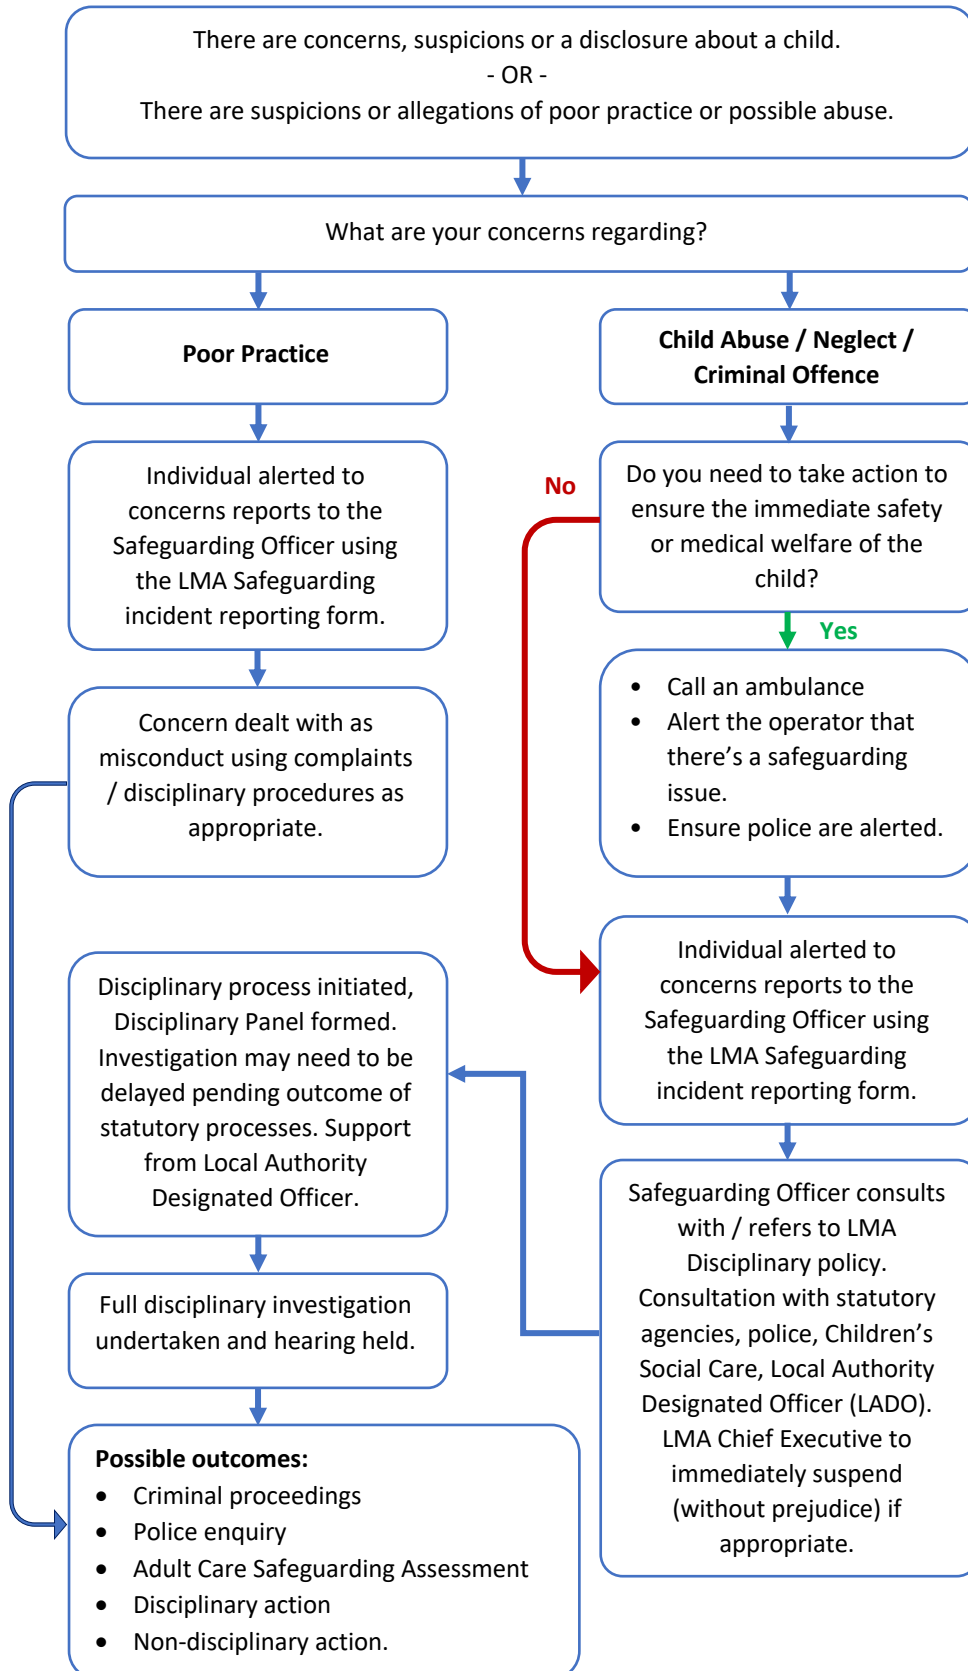 There are concerns, suspicions or a disclosure about a child.
- OR -
There are suspicions or allegations of poor practice or possible abuse.
What are your concerns regarding?
Poor Practice
Child Abuse / Neglect /
Criminal Offence
Individual alerted to
concerns reports to the
Safeguarding Officer using
the LMA Safeguarding
incident reporting form.
No
Do you need to take action to
ensure the immediate safety
or medical welfare of the
child?
Yes
Concern dealt with as
misconduct using complaints
/ disciplinary procedures as
appropriate.
• Call an ambulance
• Alert the operator that
there’s a safeguarding
issue.
• Ensure police are alerted.
Individual alerted to
concerns reports to the
Safeguarding Officer using
the LMA Safeguarding
incident reporting form.
Disciplinary process initiated,
Disciplinary Panel formed.
Investigation may need to be
delayed pending outcome of
statutory processes. Support
from Local Authority
Designated Officer.
Safeguarding Officer consults
with / refers to LMA
Disciplinary policy.
Consultation with statutory
agencies, police, Children’s
Social Care, Local Authority
Designated Officer (LADO).
LMA Chief Executive to
immediately suspend
(without prejudice) if
appropriate.
Full disciplinary investigation
undertaken and hearing held.
Possible outcomes:
• Criminal proceedings
• Police enquiry
• Adult Care Safeguarding Assessment
• Disciplinary action
• Non-disciplinary action.